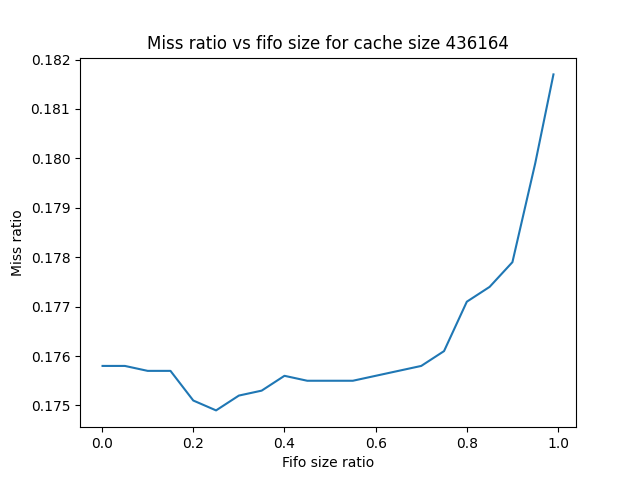 Miss ratio vs fifo size for cache size 436164
0.182
0.181
0.180
0.179
0.178
0.177
0.176
0.175
Miss ratio
0.0 0.2 0.4 0.6 0.8 1.0
Fifo size ratio